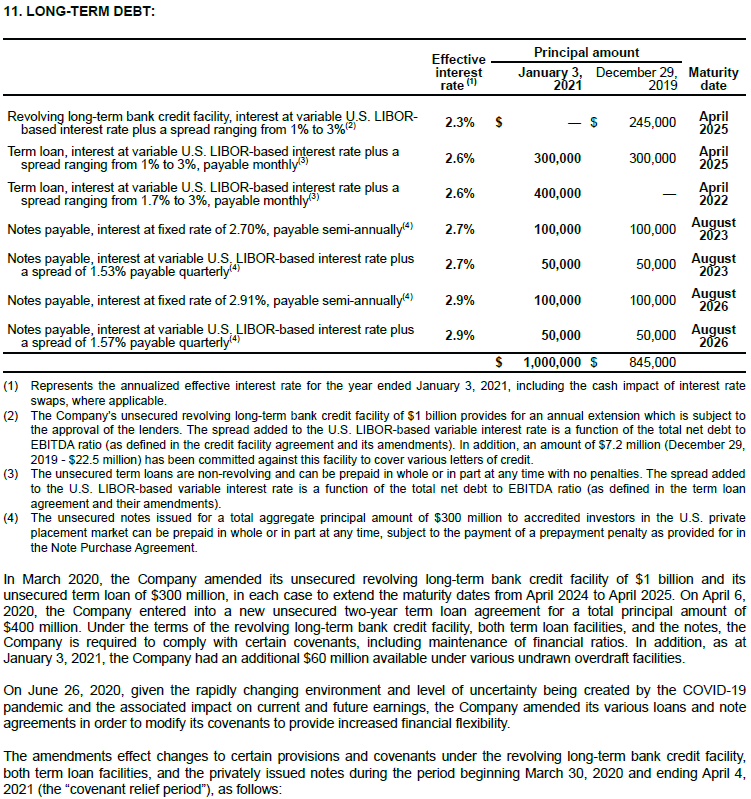 11. LONG-TERM DEBT:
Effective interest rate (1)
Principal amount
January 3, 2021
December 29, 2019
Maturity date
Revolving long-term bank credit facility, interest at variable U.S. LIBOR-
based interest rate plus a spread ranging from 1% to 3%(2) 2.3% $ — $ 245,000 April 2025
Term loan, interest at variable U.S. LIBOR-based interest rate plus a
spread ranging from 1% to 3%, payable monthly(3) 2.6% 300,000 300,000 April 2025
Term loan, interest at variable U.S. LIBOR-based interest rate plus a
spread ranging from 1.7% to 3%, payable monthly(3) 2.6% 400,000 — April 2022
Notes payable, interest at fixed rate of 2.70%, payable semi-annually(4) 2.7% 100,000 100,000 August 2023
Notes payable, interest at variable U.S. LIBOR-based interest rate plus
a spread of 1.53% payable quarterly(4) 2.7% 50,000 50,000 August 2023
Notes payable, interest at fixed rate of 2.91%, payable semi-annually(4) 2.9% 100,000 100,000 August 2026
Notes payable, interest at variable U.S. LIBOR-based interest rate plus
a spread of 1.57% payable quarterly(4) 2.9% 50,000 50,000 August 2026
$ 1,000,000 $ 845,000
(1) Represents the annualized effective interest rate for the year ended January 3, 2021, including the cash impact of interest rate
swaps, where applicable.
(2) The Company's unsecured revolving long-term bank credit facility of $1 billion provides for an annual extension which is subject to
the approval of the lenders. The spread added to the U.S. LIBOR-based variable interest rate is a function of the total net debt to
EBITDA ratio (as defined in the credit facility agreement and its amendments). In addition, an amount of $7.2 million (December 29,
2019 - $22.5 million) has been committed against this facility to cover various letters of credit.
(3) The unsecured term loans are non-revolving and can be prepaid in whole or in part at any time with no penalties. The spread added
to the U.S. LIBOR-based variable interest rate is a function of the total net debt to EBITDA ratio (as defined in the term loan
agreement and their amendments).
(4) The unsecured notes issued for a total aggregate principal amount of $300 million to accredited investors in the U.S. private
placement market can be prepaid in whole or in part at any time, subject to the payment of a prepayment penalty as provided for in
the Note Purchase Agreement.
In March 2020, the Company amended its unsecured revolving long-term bank credit facility of $1 billion and its
unsecured term loan of $300 million, in each case to extend the maturity dates from April 2024 to April 2025. On April 6,
2020, the Company entered into a new unsecured two-year term loan agreement for a total principal amount of
$400 million. Under the terms of the revolving long-term bank credit facility, both term loan facilities, and the notes, the
Company is required to comply with certain covenants, including maintenance of financial ratios. In addition, as at
January 3, 2021, the Company had an additional $60 million available under various undrawn overdraft facilities.
On June 26, 2020, given the rapidly changing environment and level of uncertainty being created by the COVID-19
pandemic and the associated impact on current and future earnings, the Company amended its various loans and note
agreements in order to modify its covenants to provide increased financial flexibility.
The amendments effect changes to certain provisions and covenants under the revolving long-term bank credit facility,
both term loan facilities, and the privately issued notes during the period beginning March 30, 2020 and ending April 4,
2021 (the “covenant relief period”), as follows: